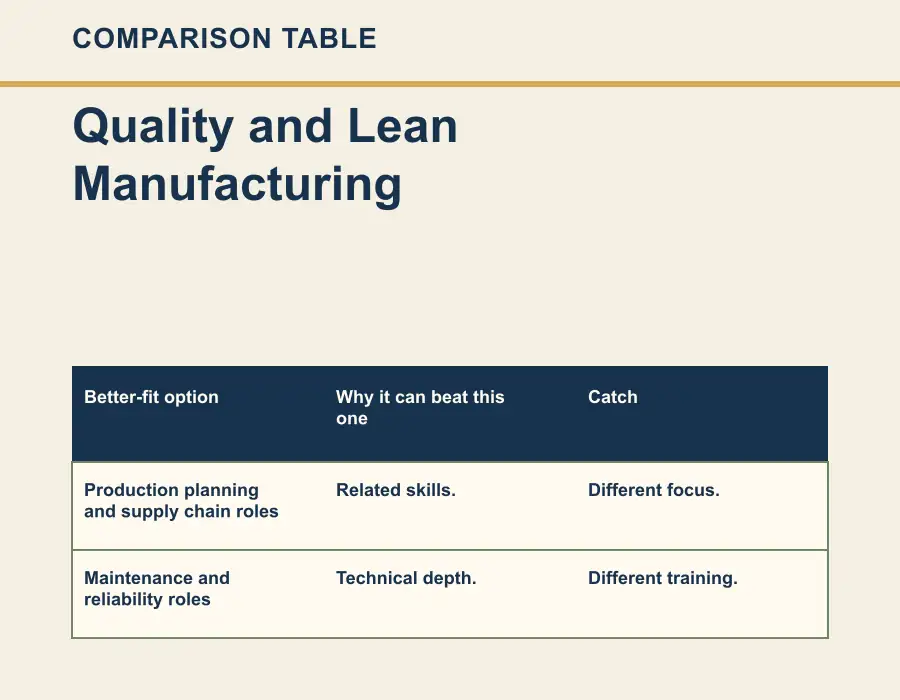 COMPARISON TABLE
Quality and Lean
Manufacturing
Better-fit option
Why it can beat this
one
Catch
Production planning
and supply chain roles
Related skills.
Different focus.
Maintenance and
reliability roles
Technical depth.
Different training.